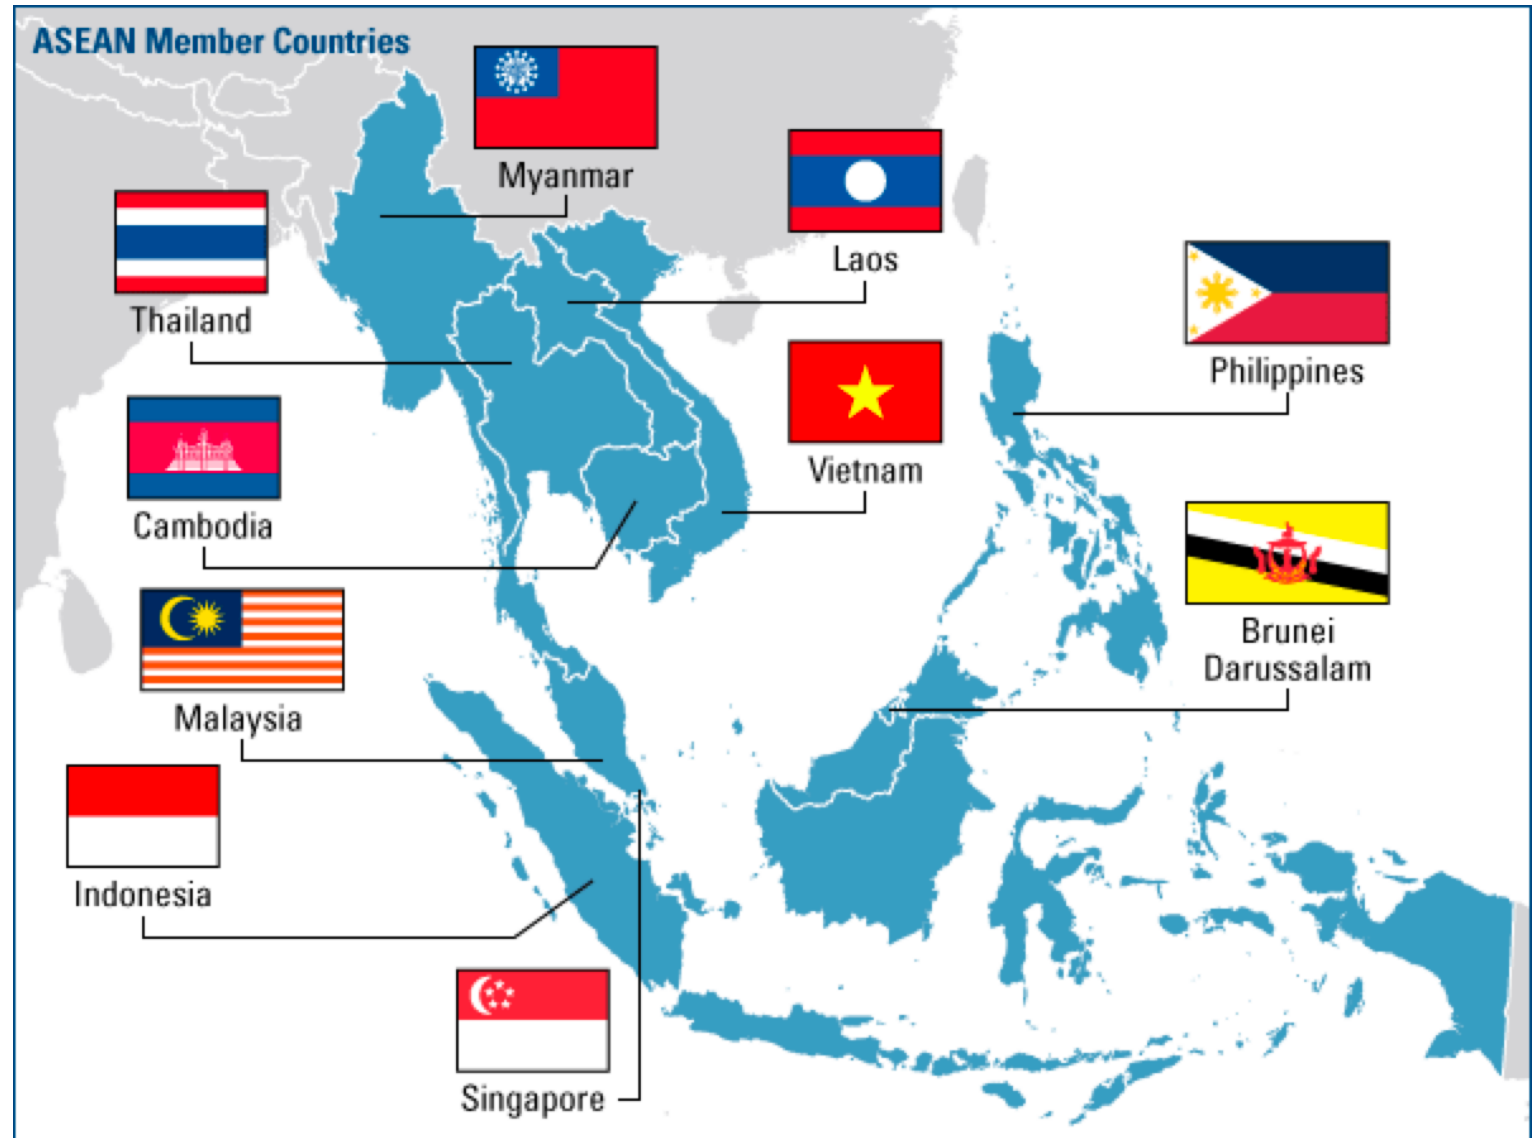 ASEAN Member Countries
Myanmar
Laos
Thailand
Philippines
Vietnam
Cambodia
Brunei
Darussalam
Malaysia
Indonesia
Singapore